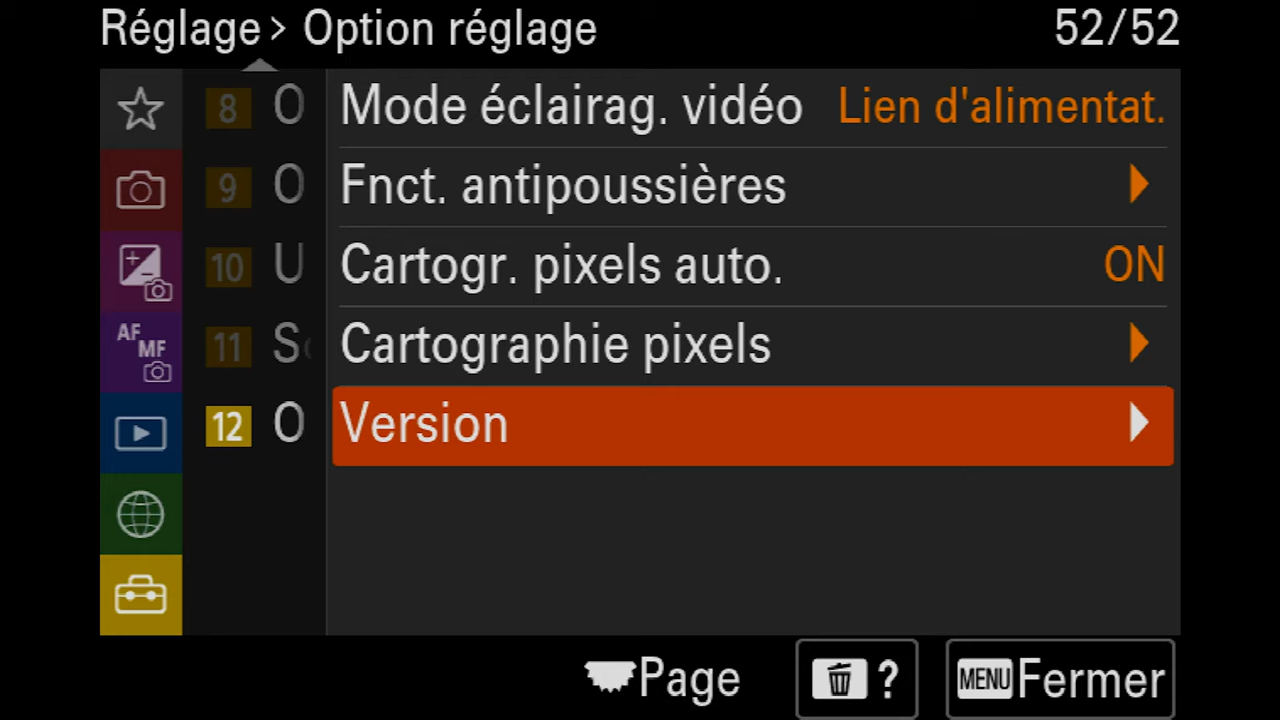 Réglage> Option réglage 52/52
8 O Mode éclairag. vidéo Lien d'alimentat.
9 O Fnct. antipoussières
10 U Cartogr. pixels auto. ON
AF MF 11 Sc Cartographie pixels
12 O Version
Page ? MENU Fermer